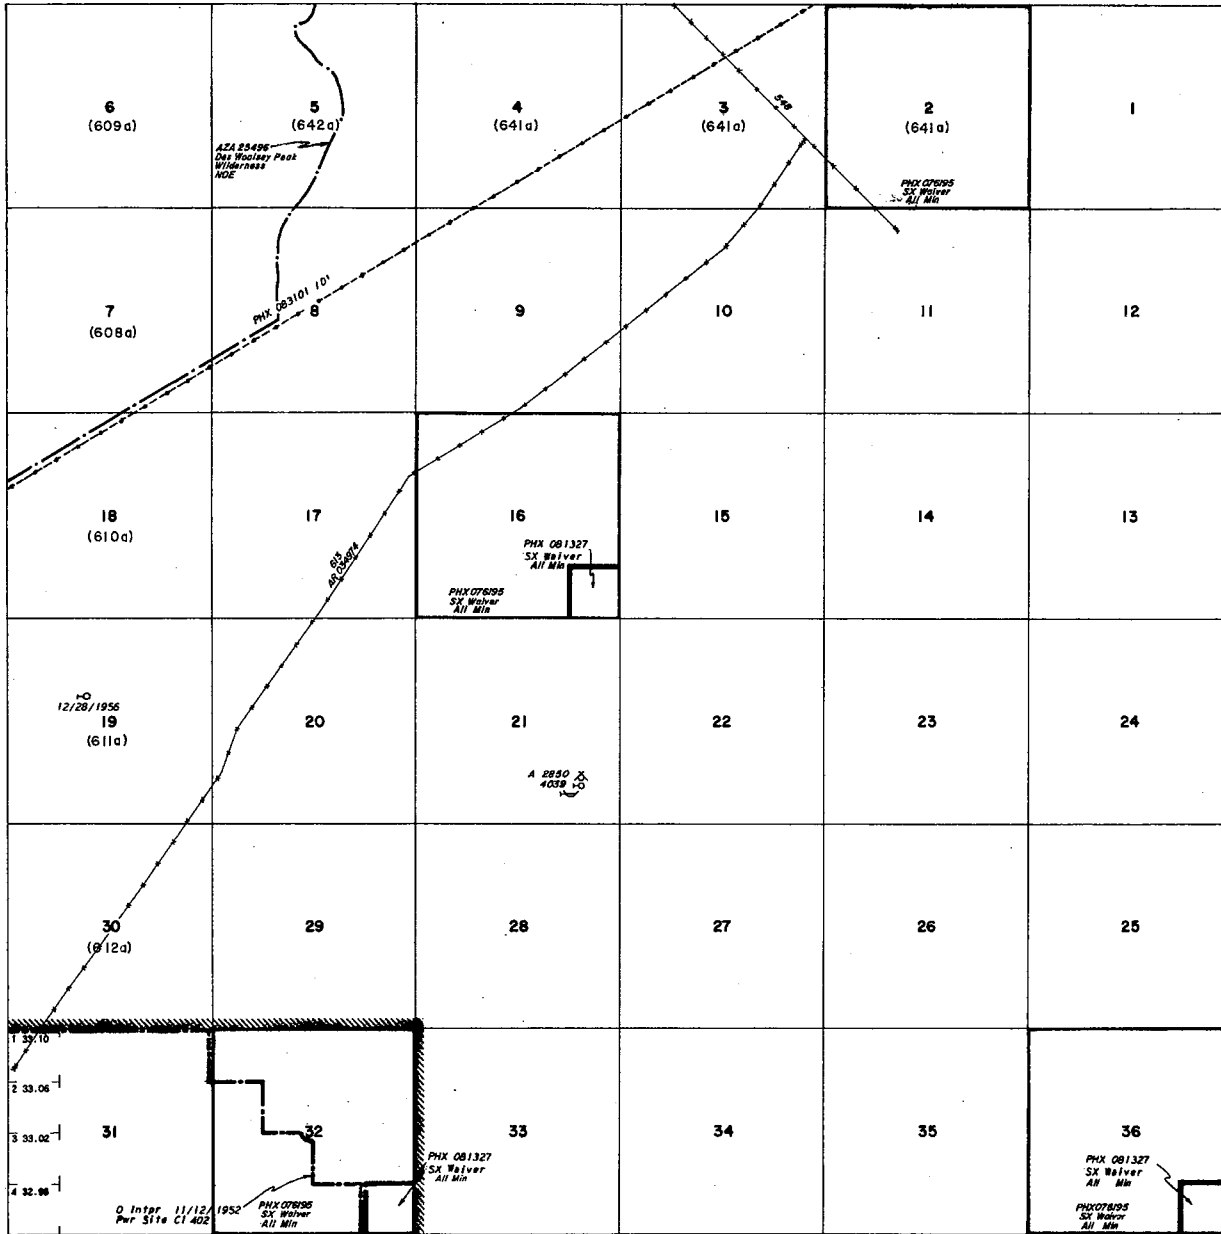 6
(609a)
5
(642a)
4
(641a)
3
(641a)
548
2
(641a)
1
AZA 25496
Des Woolsey Peak
Wilderness
NOE
PHX 076195
SX Waiver
All Min
7
(608a)
PHX 083101 10'
8
9
10
11
12
18
(610a)
17
613
AR 034974
16
PHX 081327
SX Waiver
All Min
PHX 076195
SX Waiver
All Min
15
14
13
12/28/1956
19
(611a)
20
21
A 2850
4039
22
23
24
30
(612a)
29
28
27
26
25
1 33.10
2 33.06
3 33.02
4 32.98
31
32
33
34
35
36
O Intpr 11/12/1952
Pwr Site Cl 402
PHX 076195
SX Waiver
All Min
PHX 081327
SX Waiver
All Min
PHX 081327
SX Waiver
All Min
PHX 076195
SX Waiver
All Min